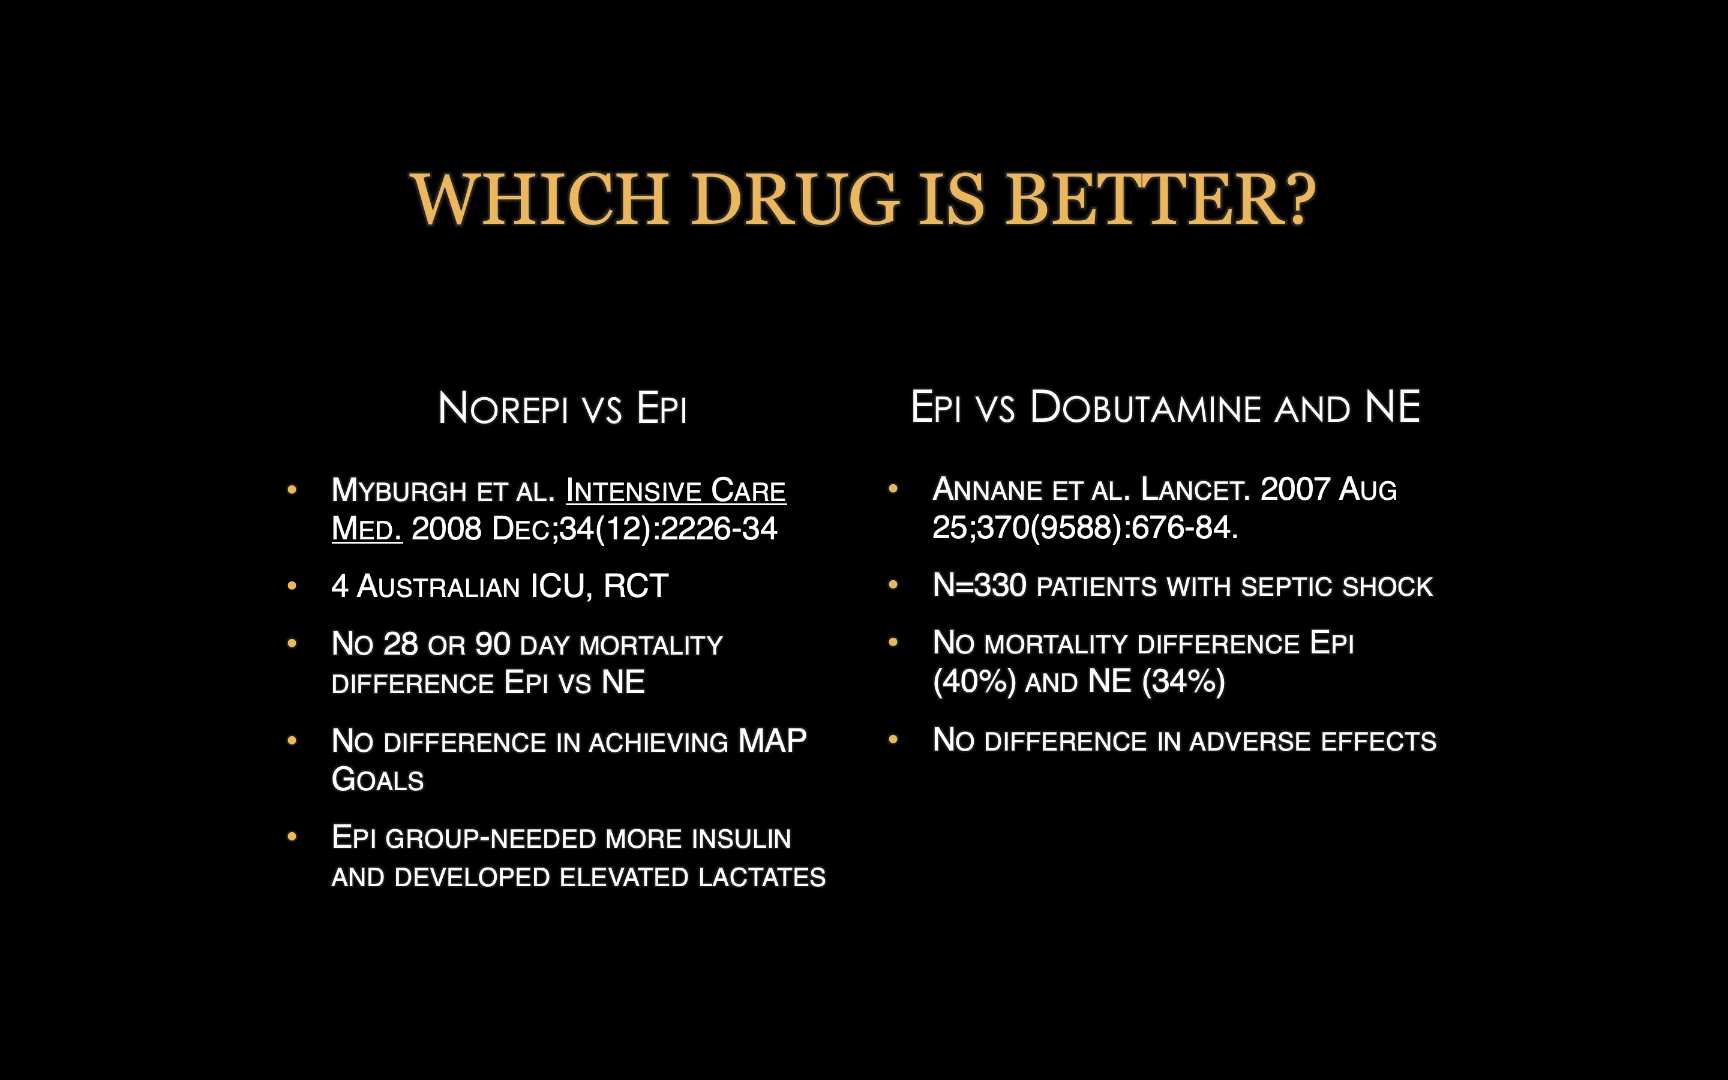 WHICH DRUG IS BETTER?
NOREPI VS EPI
• MYBURGH ET AL. INTENSIVE CARE
MED. 2008 DEC;34(12):2226-34
• 4 AUSTRALIAN ICU, RCT
• NO 28 OR 90 DAY MORTALITY
DIFFERENCE EPI VS NE
• NO DIFFERENCE IN ACHIEVING MAP
GOALS
• EPI GROUP-NEEDED MORE INSULIN
AND DEVELOPED ELEVATED LACTATES
EPI VS DOBUTAMINE AND NE
• ANNANE ET AL. LANCET. 2007 AUG
25;370(9588):676-84.
• N=330 PATIENTS WITH SEPTIC SHOCK
• NO MORTALITY DIFFERENCE EPI
(40%) AND NE (34%)
• NO DIFFERENCE IN ADVERSE EFFECTS